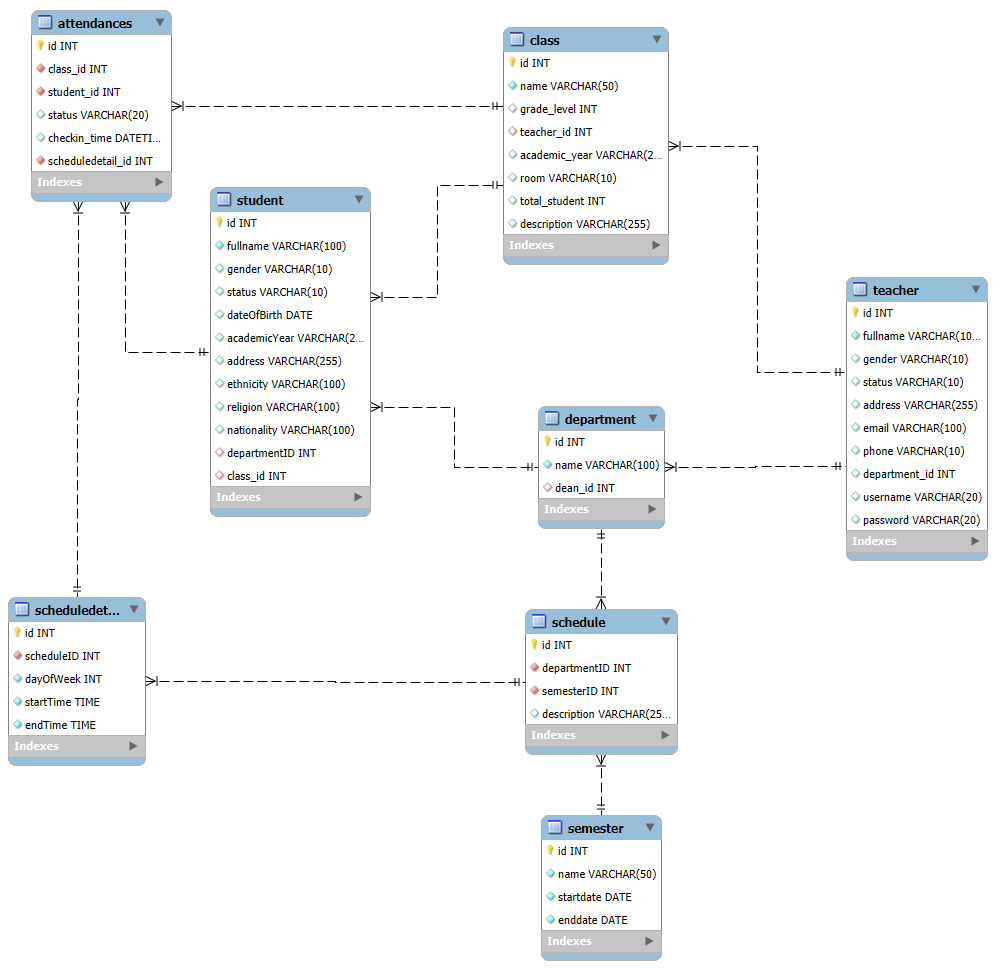 attendances
id INT
class_id INT
student_id INT
status VARCHAR(20)
checkin_time DATETI...
scheduledetail_id INT
Indexes
class
id INT
name VARCHAR(50)
grade_level INT
teacher_id INT
academic_year VARCHAR(2...
room VARCHAR(10)
total_student INT
description VARCHAR(255)
Indexes
student
id INT
fullname VARCHAR(100)
gender VARCHAR(10)
status VARCHAR(10)
dateOfBirth DATE
academicYear VARCHAR(2...
address VARCHAR(255)
ethnicity VARCHAR(100)
religion VARCHAR(100)
nationality VARCHAR(100)
departmentID INT
class_id INT
Indexes
teacher
id INT
fullname VARCHAR(10...
gender VARCHAR(10)
status VARCHAR(10)
address VARCHAR(255)
email VARCHAR(100)
phone VARCHAR(10)
department_id INT
username VARCHAR(20)
password VARCHAR(20)
Indexes
department
id INT
name VARCHAR(100)
dean_id INT
Indexes
scheduledet...
id INT
scheduleID INT
dayOfWeek INT
startTime TIME
endTime TIME
Indexes
schedule
id INT
departmentID INT
semesterID INT
description VARCHAR(25...
Indexes
semester
id INT
name VARCHAR(50)
startdate DATE
enddate DATE
Indexes